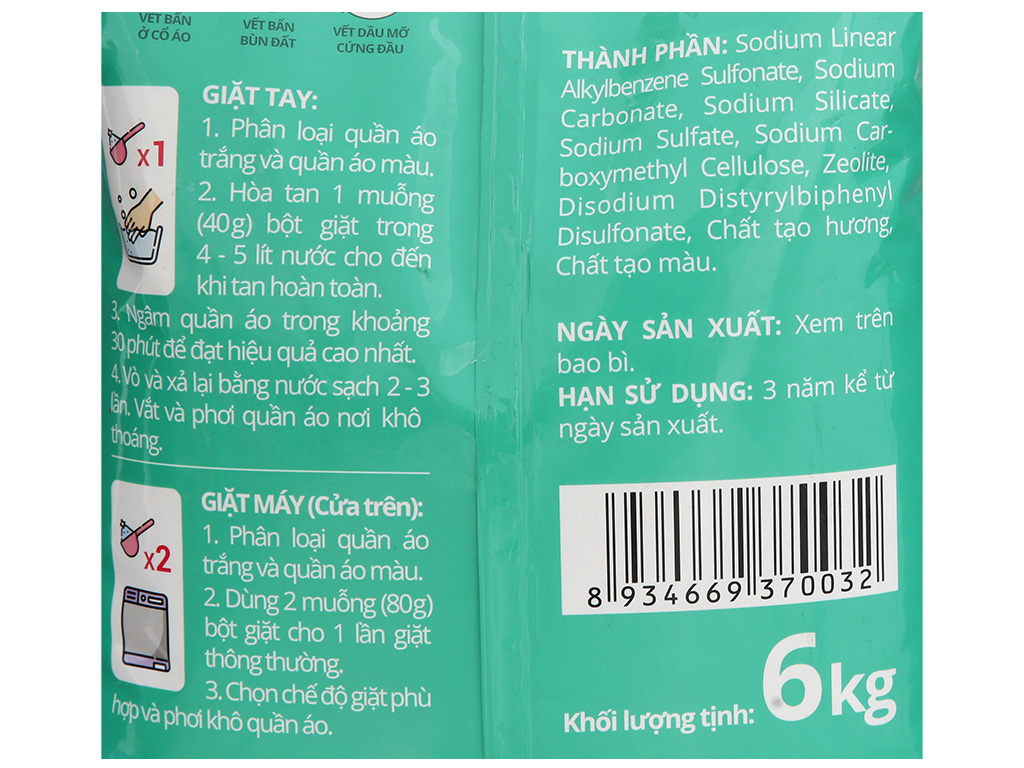 VẾT BẨN
Ở CỔ ÁO
VẾT BẨN
BÙN ĐẤT
VẾT DẦU MỠ
CỨNG ĐẦU
GIẶT TAY:
x1
1. Phân loại quần áo
trắng và quần áo màu.
2. Hòa tan 1 muỗng
(40g) bột giặt trong
4 - 5 lít nước cho đến
khi tan hoàn toàn.
3. Ngâm quần áo trong khoảng
30 phút để đạt hiệu quả cao nhất.
4. Vò và xả lại bằng nước sạch 2 - 3
lần. Vắt và phơi quần áo nơi khô
thoáng.
GIẶT MÁY (Cửa trên):
x2
1. Phân loại quần áo
trắng và quần áo màu.
2. Dùng 2 muỗng (80g)
bột giặt cho 1 lần giặt
thông thường.
3. Chọn chế độ giặt phù
hợp và phơi khô quần áo.
THÀNH PHẦN: Sodium Linear
Alkylbenzene Sulfonate, Sodium
Carbonate, Sodium Silicate,
Sodium Sulfate, Sodium Car-
boxymethyl Cellulose, Zeolite,
Disodium Distyrylbiphenyl
Disulfonate, Chất tạo hương,
Chất tạo màu.
NGÀY SẢN XUẤT: Xem trên
bao bì.
HẠN SỬ DỤNG: 3 năm kể từ
ngày sản xuất.
8 934669 370032
Khối lượng tịnh: 6kg